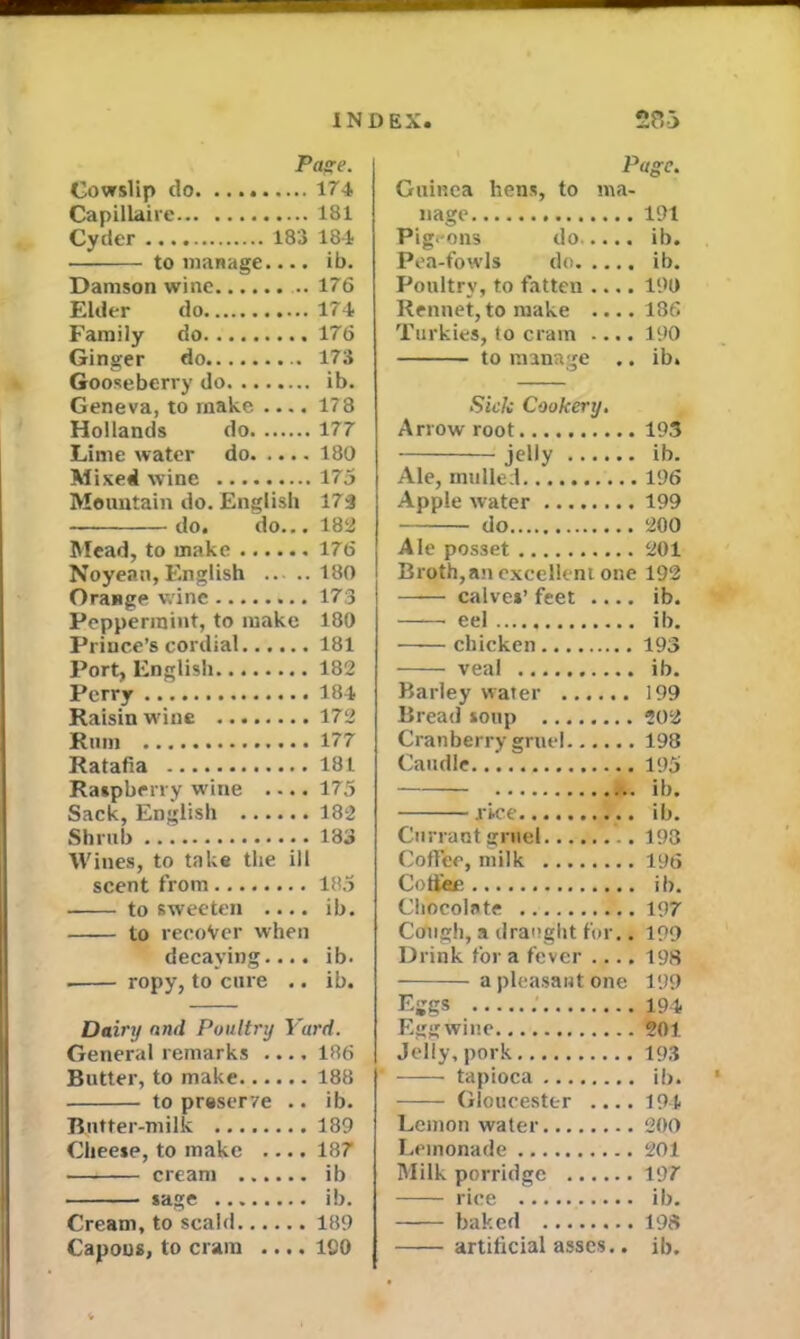 INDEX. 285
Page.
Cowslip do. ......... 174
Capillaire... .......... 181
Cyder ................ 183 184
——— to manage.... ib.
Damson wine....... .. 176
Elder do........... 174
Family do.......... 176
Ginger do.......... 173
Gooseberry do......... ib.
Geneva, to make .... 178
Hollands do....... 177
Lime water do. .... 180
Mixed wine ......... 175
Mountain do. English 173
——— do. do... 182
Mead, to make ...... 176
Noyeau, English .. .. 180
Orange wine ......... 173
Peppermint, to make 180
Prince's cordial...... 181
Port, English........ 182
Perry .............. 184
Raisin wine ........ 172
Rum .............. 177
Ratafia ............ 181
Raspberry wine .... 175
Sack, English ...... 182
Shrub .............. 183
Wines, to take the ill
scent from ........ 185
—— to sweeten .... ib.
—— to recover when
decaying.... ib.
—— ropy, to cure .. ib.
Dairy and Poultry Yard.
General remarks .... 186
Butter, to make...... 188
——— to preserve .. ib.
Butter-milk ........ 189
Cheese, to make .... 187
——— cream ...... ib
——— sage ........ ib.
Cream, to scald...... 189
Capons, to cram .... 190
Page.
Guinea hens, to ma-
nage.............. 191
Pigeons do ..... ib.
Pea-fowls do...... ib.
Poultry, to fatten .... 190
Rennet, to make .... 186
Turkies, to cram .... 190
——— to manage .. ib.
Sick Cookery.
Arrow root........... 193
——— jelly ...... ib.
Ale, mulled........... 196
Apple water ......... 199
——— do............. 200
Ale posset .......... 201
Broth, an excellent one 192
—— calves' feet .... ib.
—— eel ............ ib.
—— chicken .......... 193
—— veal ........... ib.
Barley water ...... 199
Bread soup ......... 202
Cranberry gruel...... 198
Caudle.............. 195
——— ............ ib.
——— rice........... ib.
Currant gruel........ 198
Coffee, milk ........ 196
Coffee .............. ib.
Chocolate ........... 197
Cough, a draught for.. 199
Drink for a fever .... 198
——— a pleasant one 199
Eggs .............. 194
Egg wine............. 201
Jelly, pork........... 193
—— tapioca ......... ib.
—— Gloucester .... 194
Lemon water........ 200
Lemonade .......... 201
Milk porridge ...... 197
—— rice .......... ib.
—— baked ........ 198
—— artificial asses.. ib.